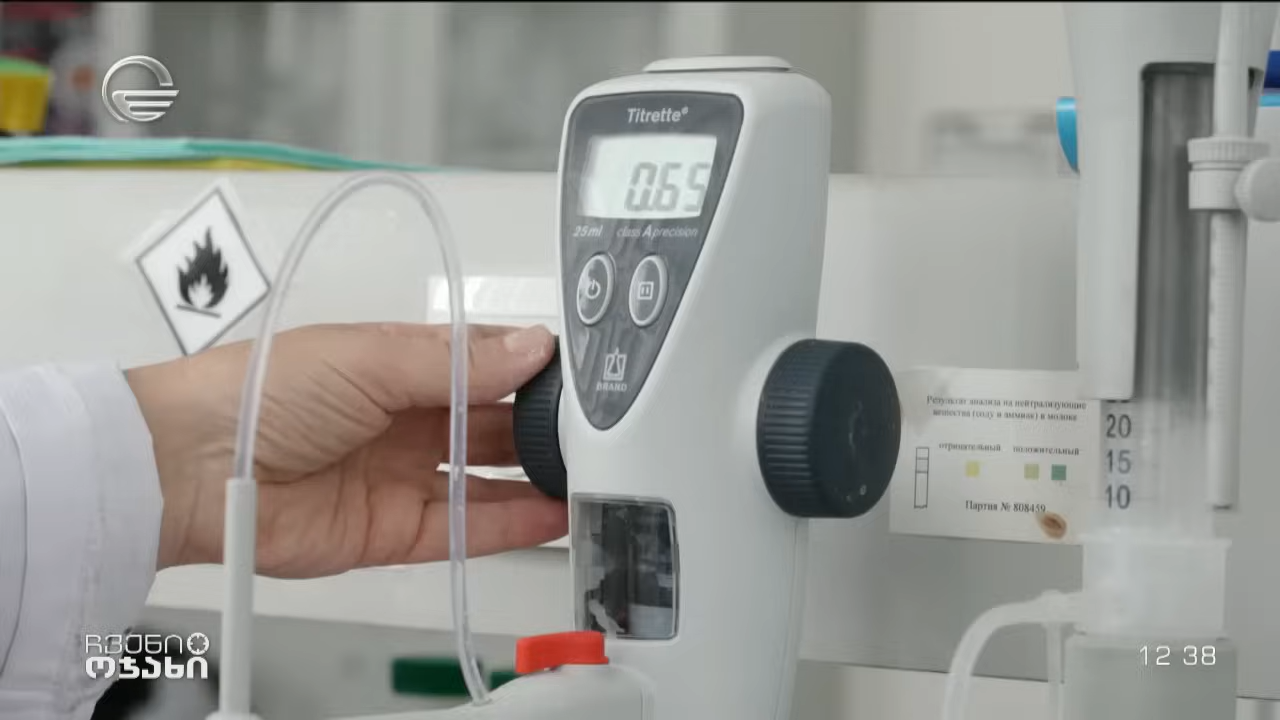 Titrette®
0.65
25ml class A precision
BRAND
Результат анализа на нейтрализующие
вещества (соду и аммиак) в молоке
отрицательный положительный
Партия № 808459
20
15
10
ჩვენი
ოჯახი
12 38